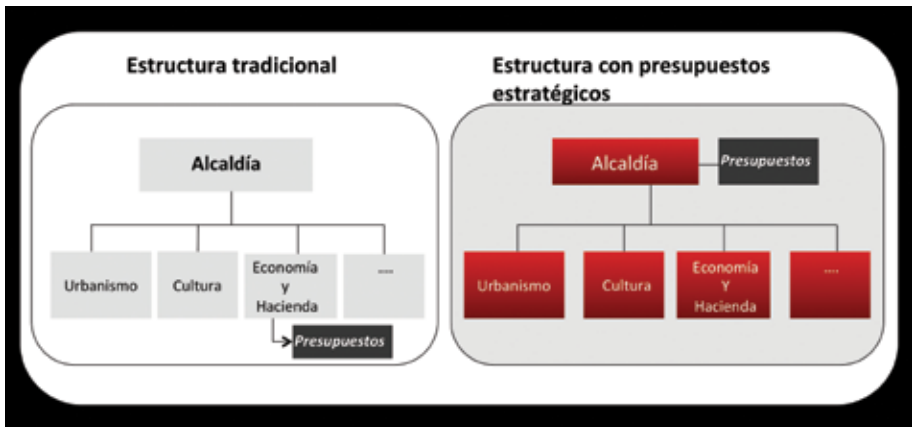 Estructura tradicional
Alcaldía
Urbanismo
Cultura
Economía
y
Hacienda
....
Presupuestos
Estructura con presupuestos
estratégicos
Alcaldía
Presupuestos
Urbanismo
Cultura
Economía
Y
Hacienda
....